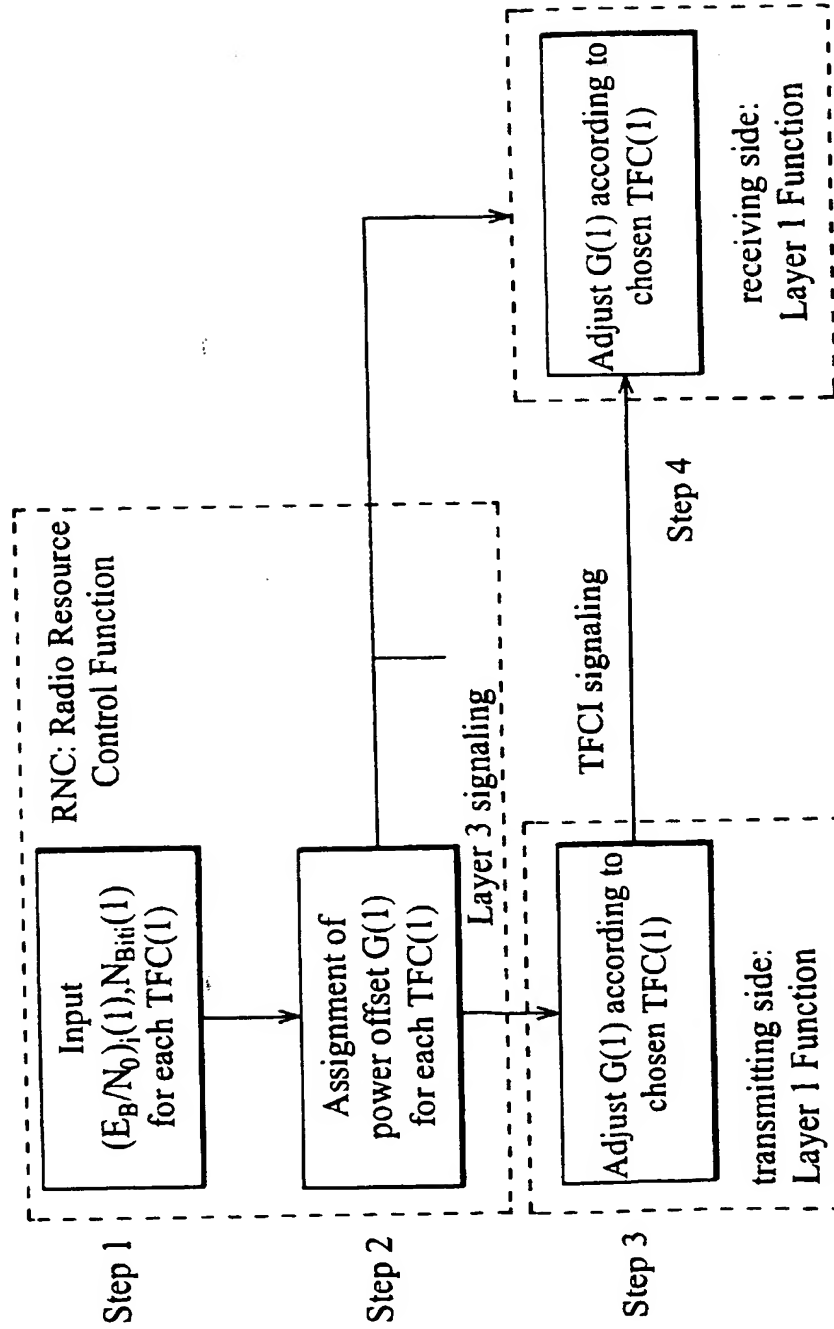 Step 1
Input
(E_B/N_0)_i(1),N_Biti(1)
for each TFC(1)
RNC: Radio Resource
Control Function
Step 2
Assignment of
power offset G(1)
for each TFC(1)
Layer 3 signaling
Step 3
Adjust G(1) according to
chosen TFC(1)
transmitting side:
Layer 1 Function
TFCI signaling
Step 4
Adjust G(1) according to
chosen TFC(1)
receiving side:
Layer 1 Function